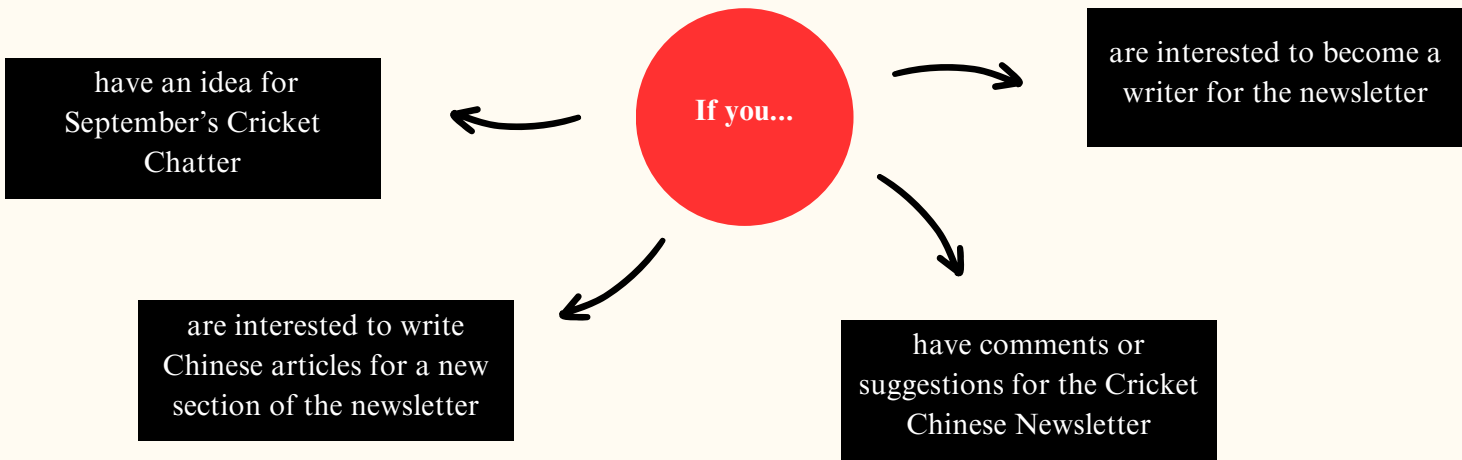 If you...
have an idea for
September’s Cricket
Chatter
are interested to become a
writer for the newsletter
are interested to write
Chinese articles for a new
section of the newsletter
have comments or
suggestions for the Cricket
Chinese Newsletter